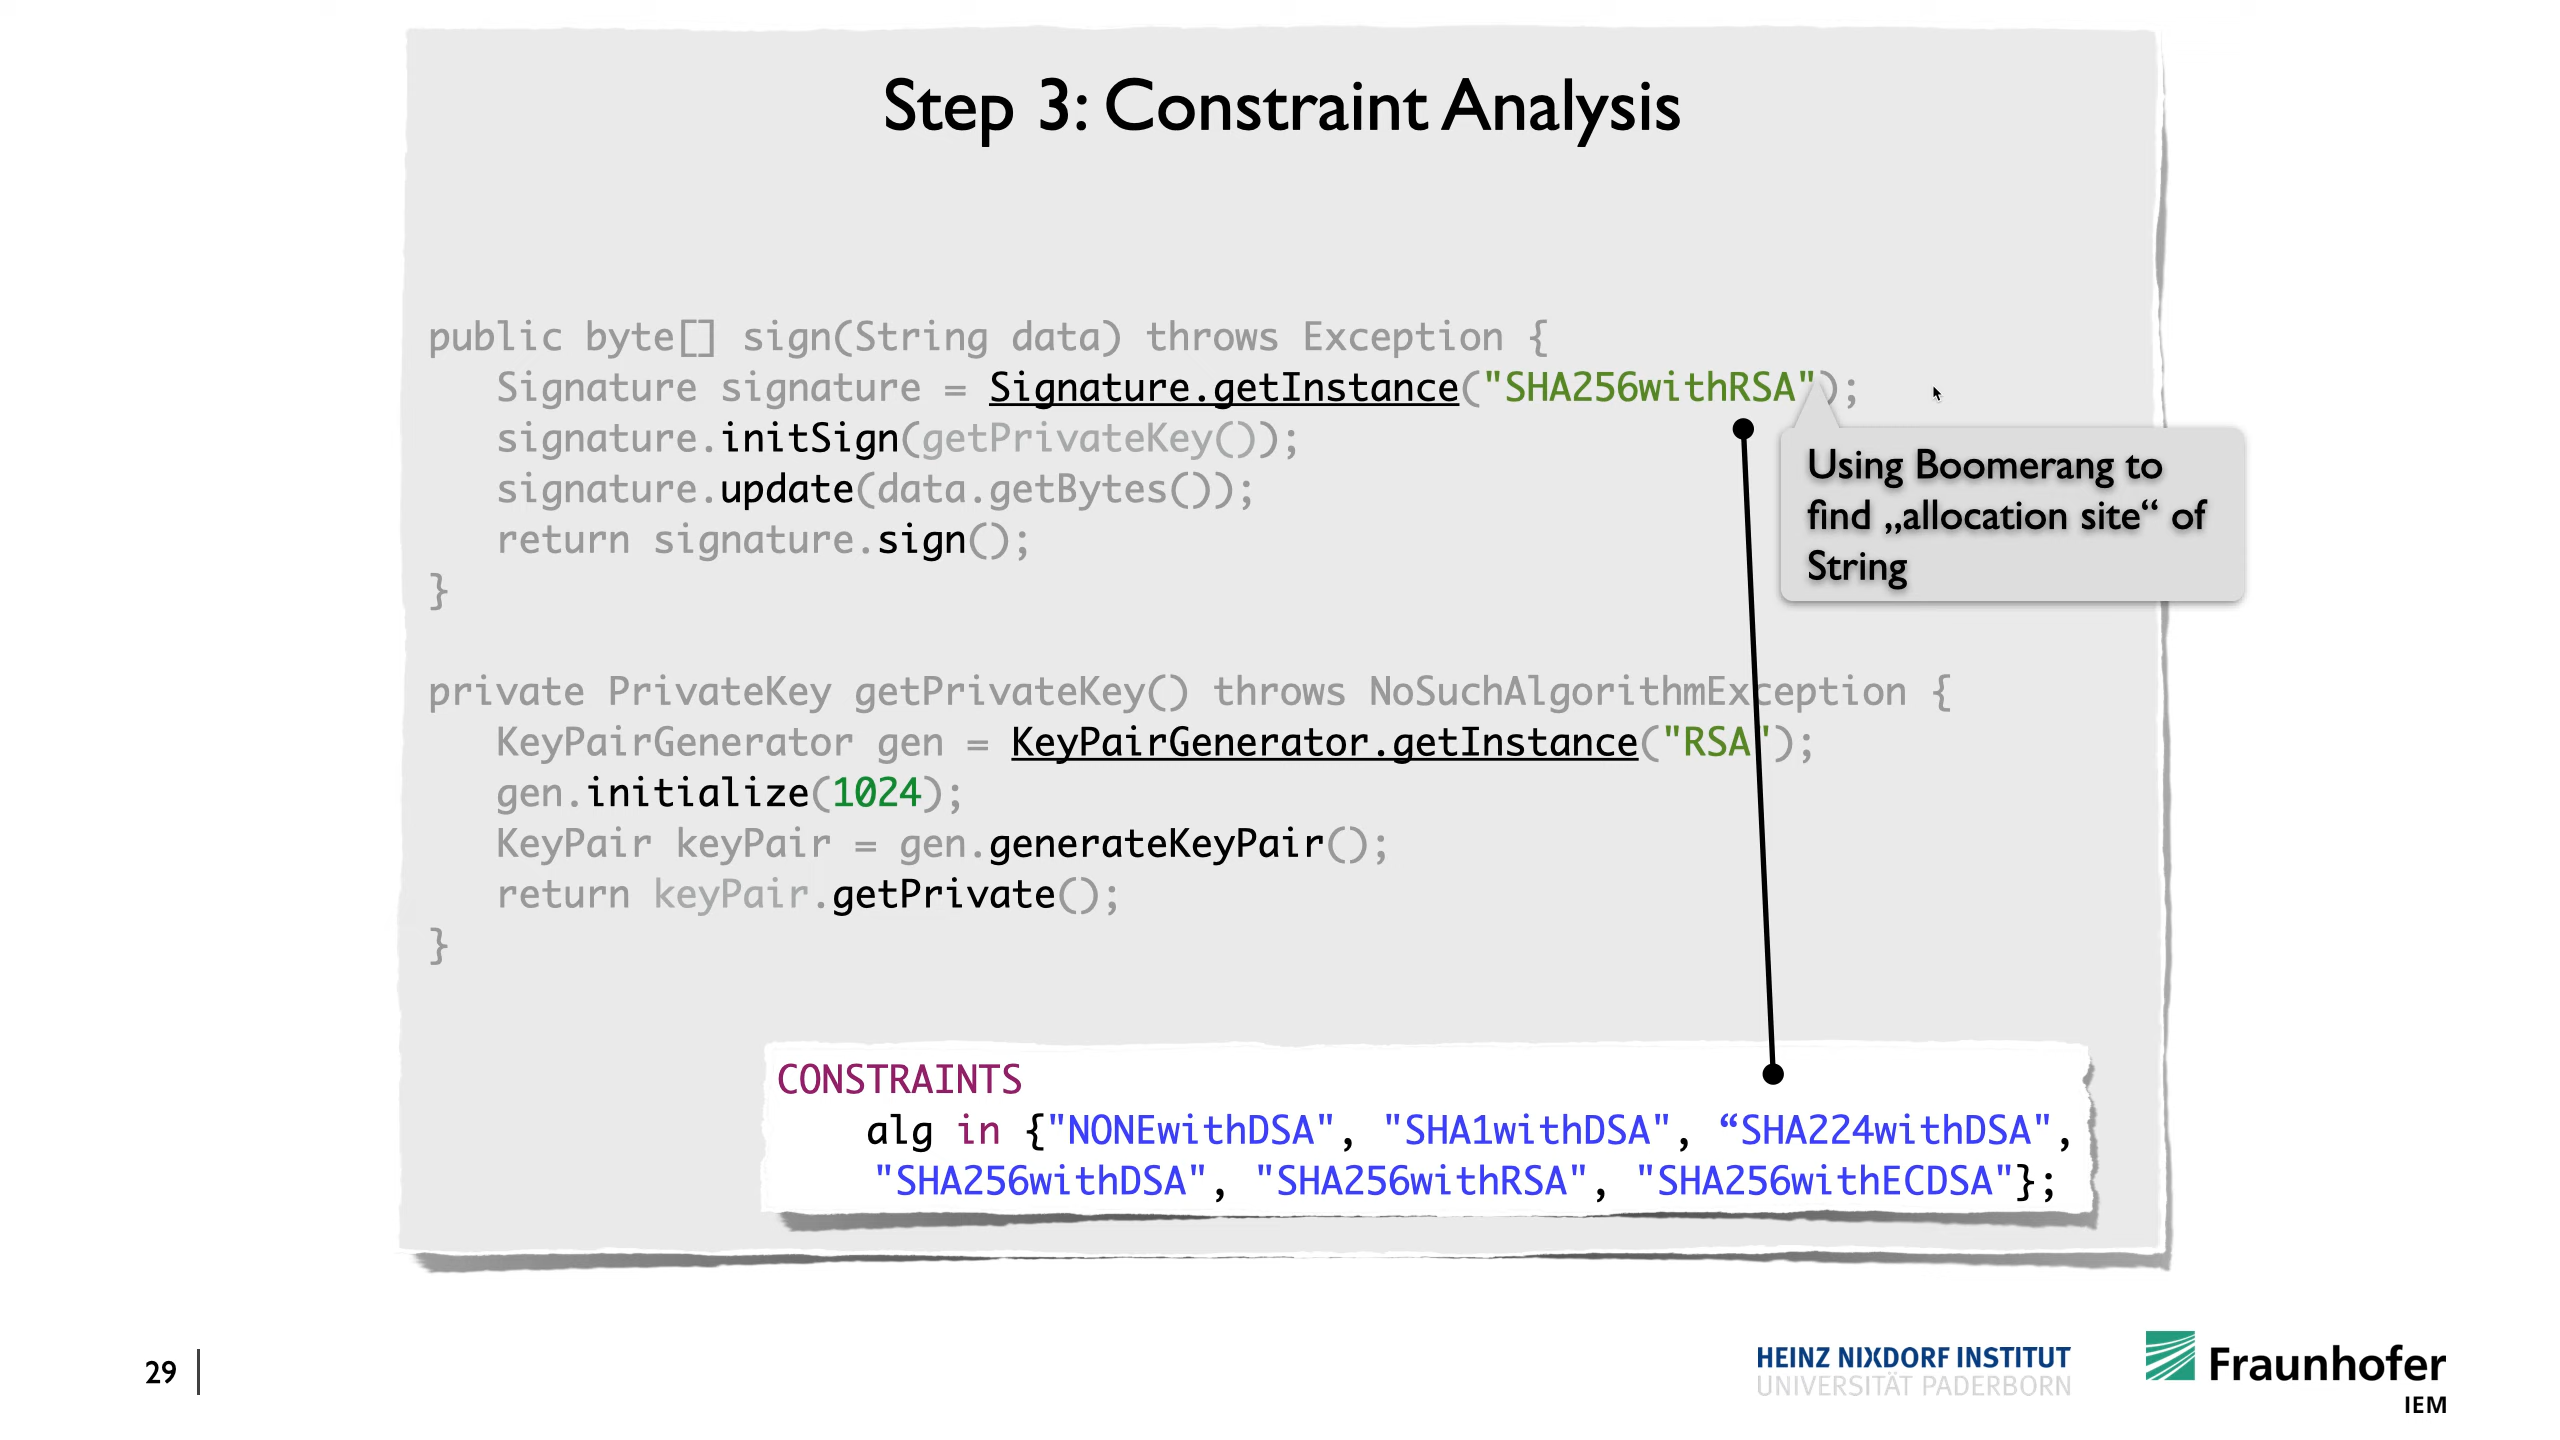 Step 3: Constraint Analysis
public byte[] sign(String data) throws Exception {
Signature signature = Signature.getInstance("SHA256withRSA");
signature.initSign(getPrivateKey());
signature.update(data.getBytes());
return signature.sign();
}
Using Boomerang to
find „allocation site“ of
String
private PrivateKey getPrivateKey() throws NoSuchAlgorithmException {
KeyPairGenerator gen = KeyPairGenerator.getInstance("RSA");
gen.initialize(1024);
KeyPair keyPair = gen.generateKeyPair();
return keyPair.getPrivate();
}
CONSTRAINTS
alg in {"NONEwithDSA", "SHA1withDSA", “SHA224withDSA",
"SHA256withDSA", "SHA256withRSA", "SHA256withECDSA"};
29
HEINZ NIXDORF INSTITUT
UNIVERSITÄT PADERBORN
Fraunhofer
IEM